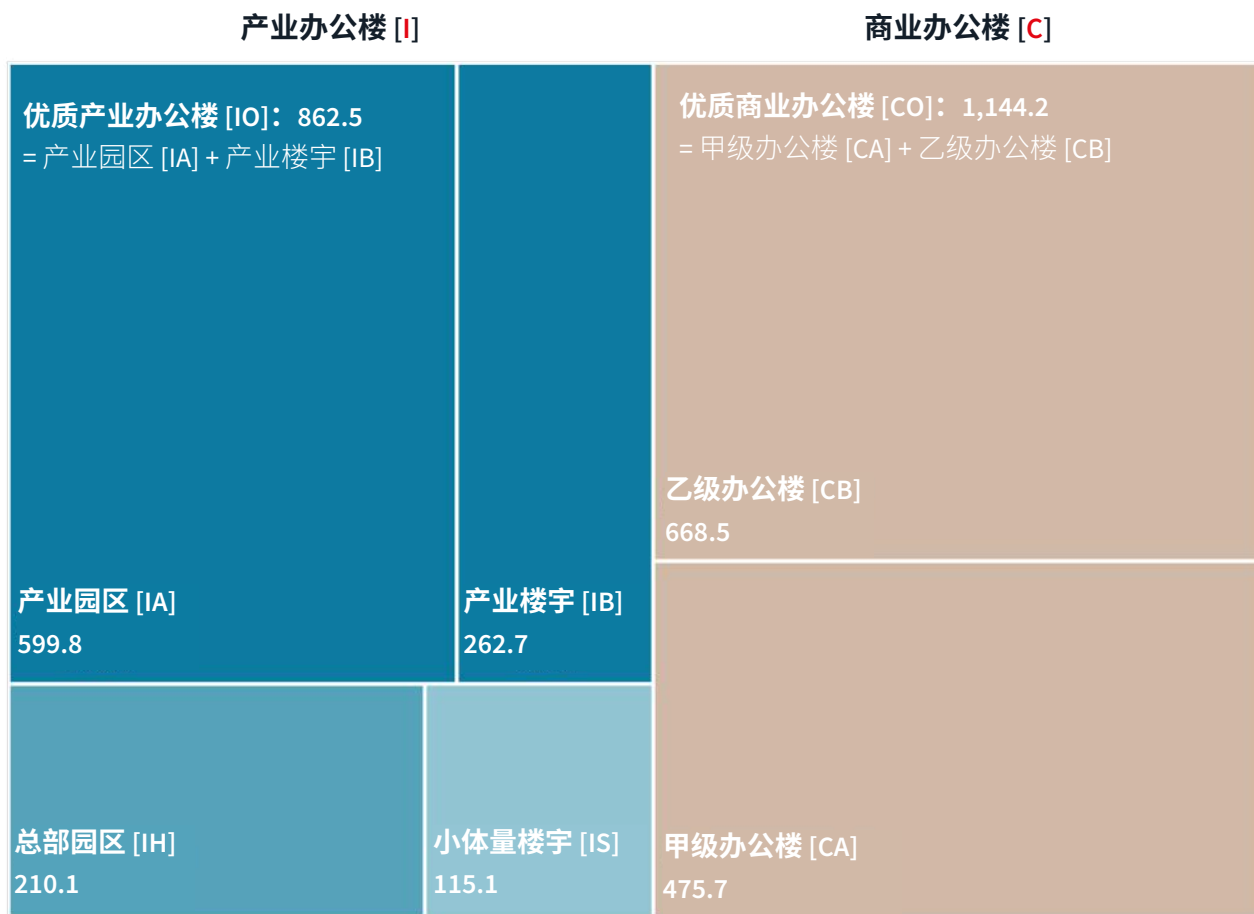 产业办公楼 [I]
商业办公楼 [C]
优质产业办公楼 [IO]：862.5
= 产业园区 [IA] + 产业楼宇 [IB]
优质商业办公楼 [CO]：1,144.2
= 甲级办公楼 [CA] + 乙级办公楼 [CB]
乙级办公楼 [CB]
668.5
产业园区 [IA]
599.8
产业楼宇 [IB]
262.7
总部园区 [IH]
210.1
小体量楼宇 [IS]
115.1
甲级办公楼 [CA]
475.7